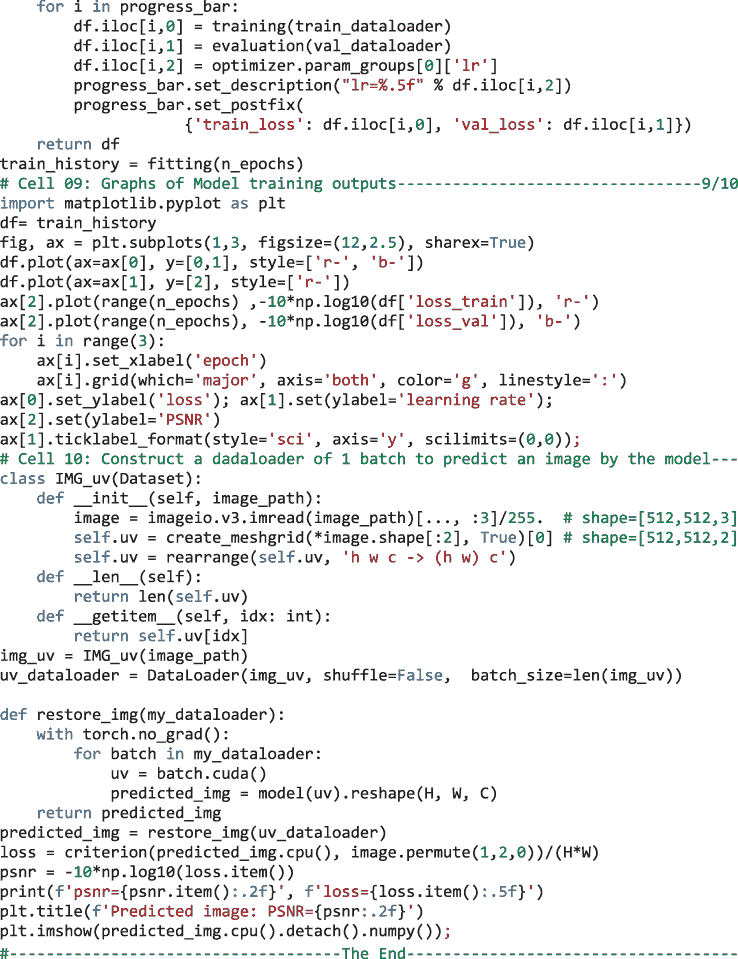 for i in progress_bar:
        df.iloc[i,0] = training(train_dataloader)
        df.iloc[i,1] = evaluation(val_dataloader)
        df.iloc[i,2] = optimizer.param_groups[0]['lr']
        progress_bar.set_description("lr=%.5f" % df.iloc[i,2])
        progress_bar.set_postfix(
                    {'train_loss': df.iloc[i,0], 'val_loss': df.iloc[i,1]})
    return df
train_history = fitting(n_epochs)
# Cell 09: Graphs of Model training outputs---------------------------------9/10
import matplotlib.pyplot as plt
df= train_history
fig, ax = plt.subplots(1,3, figsize=(12,2.5), sharex=True)
df.plot(ax=ax[0], y=[0,1], style=['r-', 'b-'])
df.plot(ax=ax[1], y=[2], style=['r-'])
ax[2].plot(range(n_epochs) ,-10*np.log10(df['loss_train']), 'r-')
ax[2].plot(range(n_epochs), -10*np.log10(df['loss_val']), 'b-')
for i in range(3):
    ax[i].set_xlabel('epoch')
    ax[i].grid(which='major', axis='both', color='g', linestyle=':')
ax[0].set_ylabel('loss'); ax[1].set(ylabel='learning rate');
ax[2].set(ylabel='PSNR')
ax[1].ticklabel_format(style='sci', axis='y', scilimits=(0,0));
# Cell 10: Construct a dadaloader of 1 batch to predict an image by the model---
class IMG_uv(Dataset):
    def __init__(self, image_path):
        image = imageio.v3.imread(image_path)[..., :3]/255.  # shape=[512,512,3]
        self.uv = create_meshgrid(*image.shape[:2], True)[0] # shape=[512,512,2]
        self.uv = rearrange(self.uv, 'h w c -> (h w) c')
    def __len__(self):
        return len(self.uv)
    def __getitem__(self, idx: int):
        return self.uv[idx]
img_uv = IMG_uv(image_path)
uv_dataloader = DataLoader(img_uv, shuffle=False,  batch_size=len(img_uv))

def restore_img(my_dataloader):
    with torch.no_grad():
        for batch in my_dataloader:
            uv = batch.cuda()
            predicted_img = model(uv).reshape(H, W, C)
    return predicted_img
predicted_img = restore_img(uv_dataloader)
loss = criterion(predicted_img.cpu(), image.permute(1,2,0))/(H*W)
psnr = -10*np.log10(loss.item())
print(f'psnr={psnr.item():.2f}', f'loss={loss.item():.5f}')
plt.title(f'Predicted image: PSNR={psnr:.2f}')
plt.imshow(predicted_img.cpu().detach().numpy());
#------------------------------------The End------------------------------------